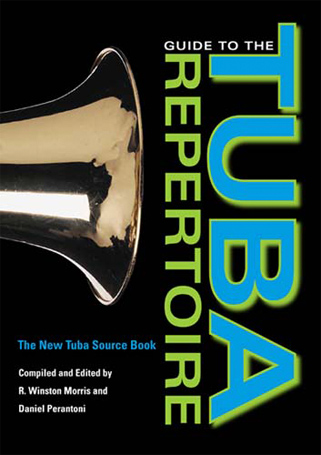 GUIDE TO THE
TUBA
REPERTOIRE
The New Tuba Source Book
Compiled and Edited by
R. Winston Morris and
Daniel Perantoni